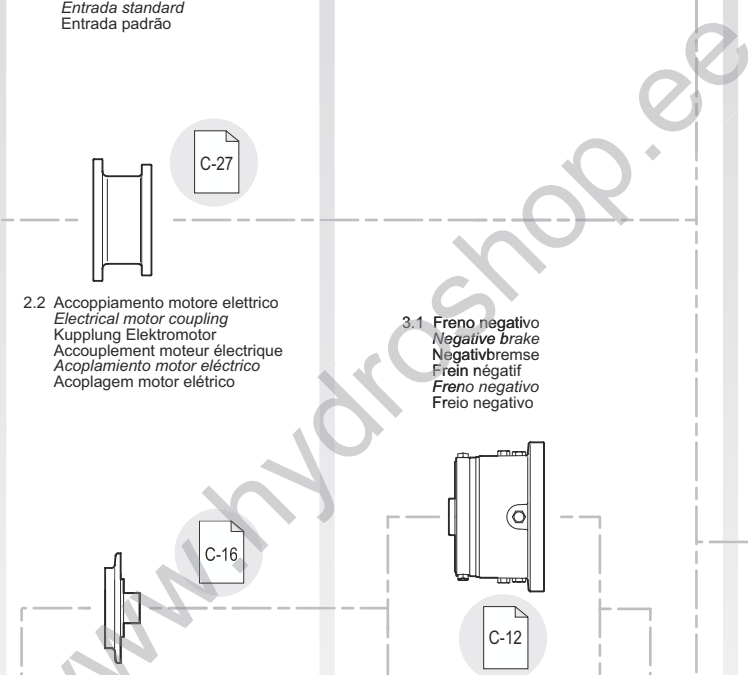 Entrada standard
Entrada padrão
C-27
2.2 Accoppiamento motore elettrico
Electrical motor coupling
Kupplung Elektromotor
Accouplement moteur électrique
Acoplamiento motor eléctrico
Acoplagem motor elétrico
3.1 Freno negativo
Negative brake
Negativbremse
Frein négatif
Freno negativo
Freio negativo
C-16
C-12
www.hydroshop.ee